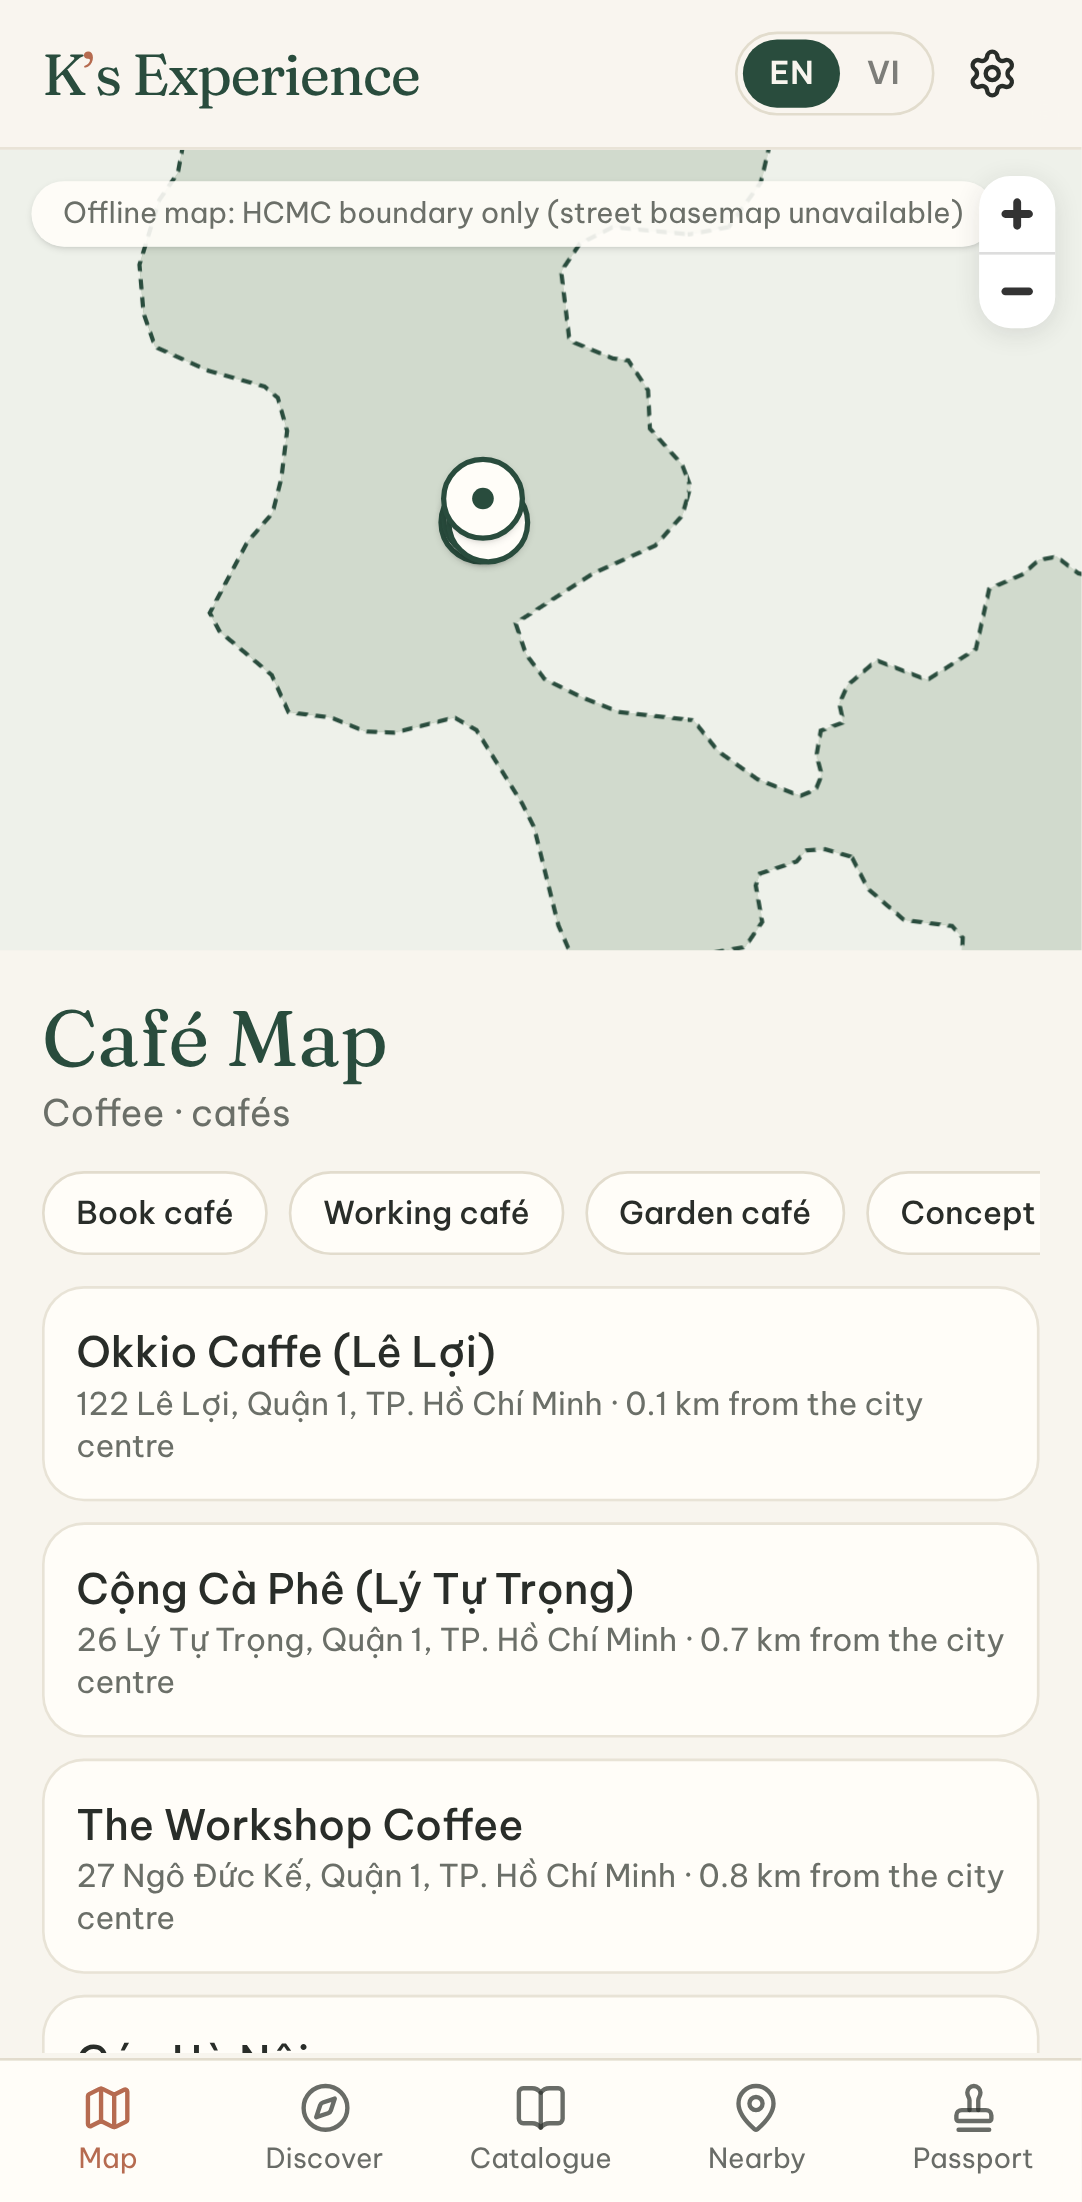 K's Experience
EN
VI
Offline map: HCMC boundary only (street basemap unavailable)
Café Map
Coffee · cafés
Book café
Working café
Garden café
Concept
Okkio Caffe (Lê Lợi)
122 Lê Lợi, Quận 1, TP. Hồ Chí Minh · 0.1 km from the city
centre
Cộng Cà Phê (Lý Tự Trọng)
26 Lý Tự Trọng, Quận 1, TP. Hồ Chí Minh · 0.7 km from the city
centre
The Workshop Coffee
27 Ngô Đức Kế, Quận 1, TP. Hồ Chí Minh · 0.8 km from the city
centre
Map
Discover
Catalogue
Nearby
Passport